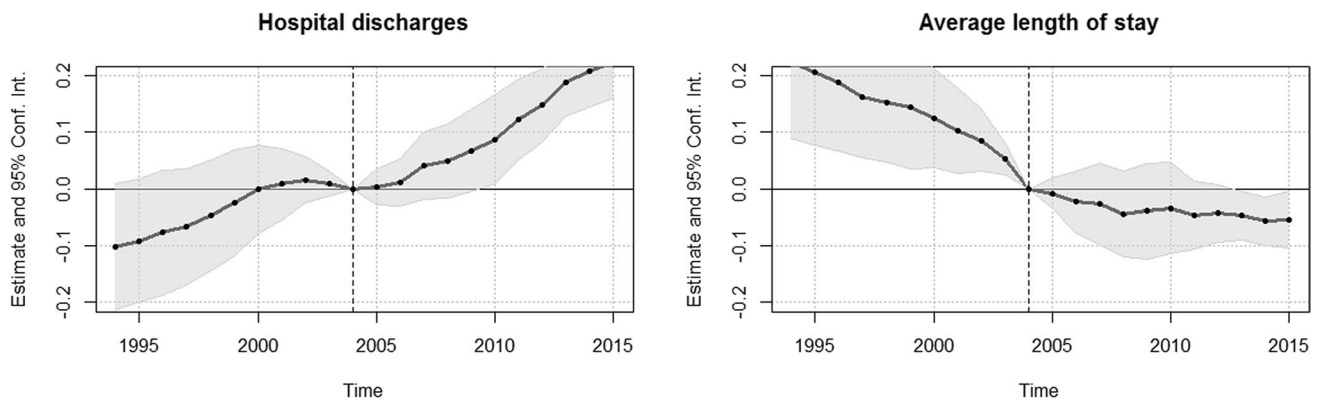 Hospital discharges
Estimate and 95% Conf. Int.
0.2
0.1
0.0
-0.1
-0.2
1995 2000 2005 2010 2015
Time
Average length of stay
Estimate and 95% Conf. Int.
0.2
0.1
0.0
-0.1
-0.2
1995 2000 2005 2010 2015
Time